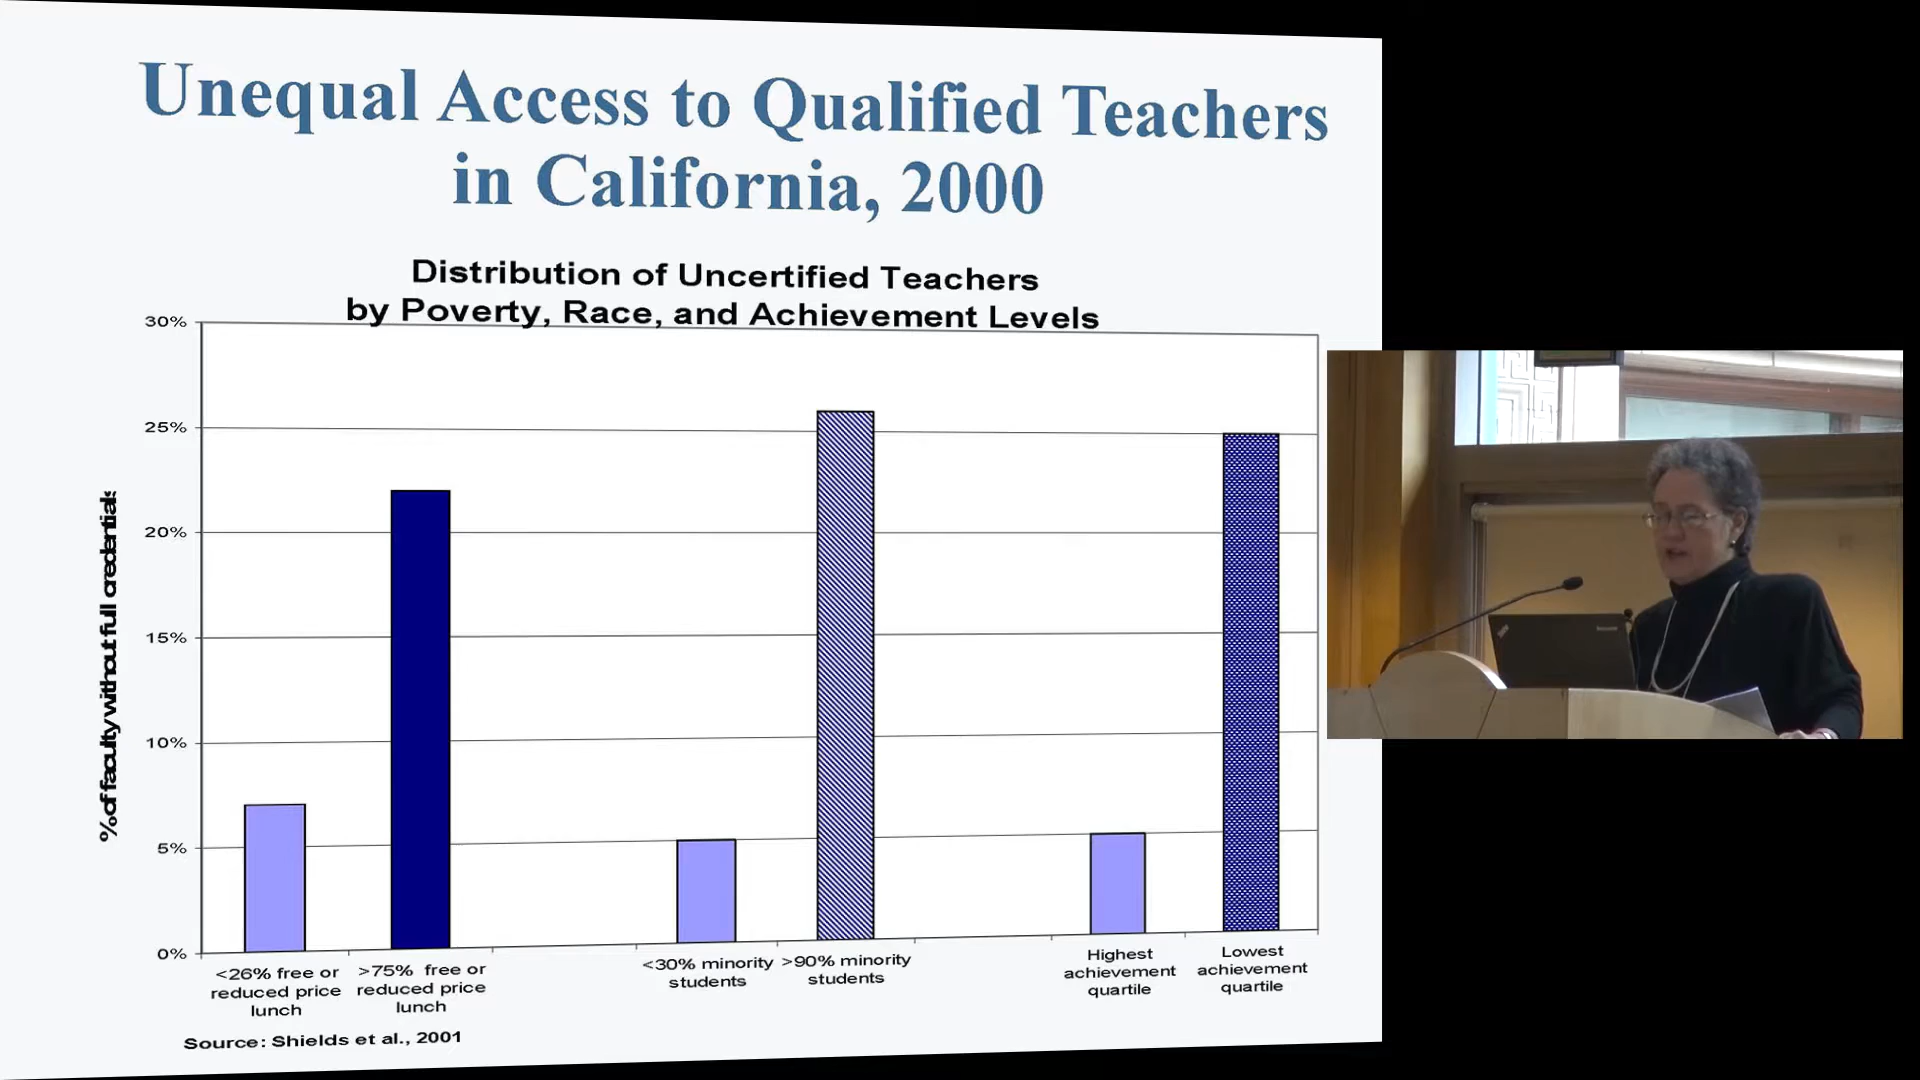 Unequal Access to Qualified Teachers
in California, 2000
Distribution of Uncertified Teachers
by Poverty, Race, and Achievement Levels
% of faculty without full credentials
30%
25%
20%
15%
10%
5%
0%
<26% free or
reduced price
lunch
>75% free or
reduced price
lunch
<30% minority
students
>90% minority
students
Highest
achievement
quartile
Lowest
achievement
quartile
Source: Shields et al., 2001